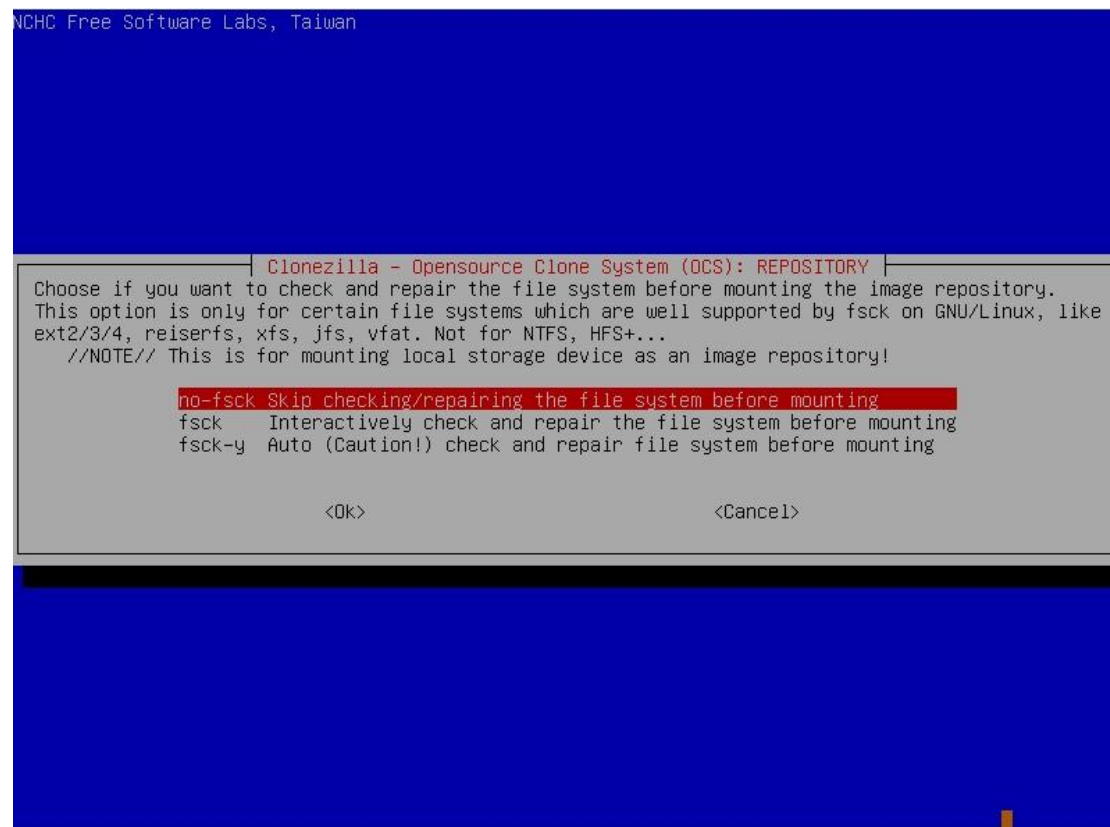 NCHC Free Software Labs, Taiwan
Clonezilla - Opensource Clone System (OCS): REPOSITORY
Choose if you want to check and repair the file system before mounting the image repository.
This option is only for certain file systems which are well supported by fsck on GNU/Linux, like
ext2/3/4, reiserfs, xfs, jfs, vfat. Not for NTFS, HFS+...
//NOTE// This is for mounting local storage device as an image repository!
no-fsck Skip checking/repairing the file system before mounting
fsck Interactively check and repair the file system before mounting
fsck-y Auto (Caution!) check and repair file system before mounting
<Ok> <Cancel>